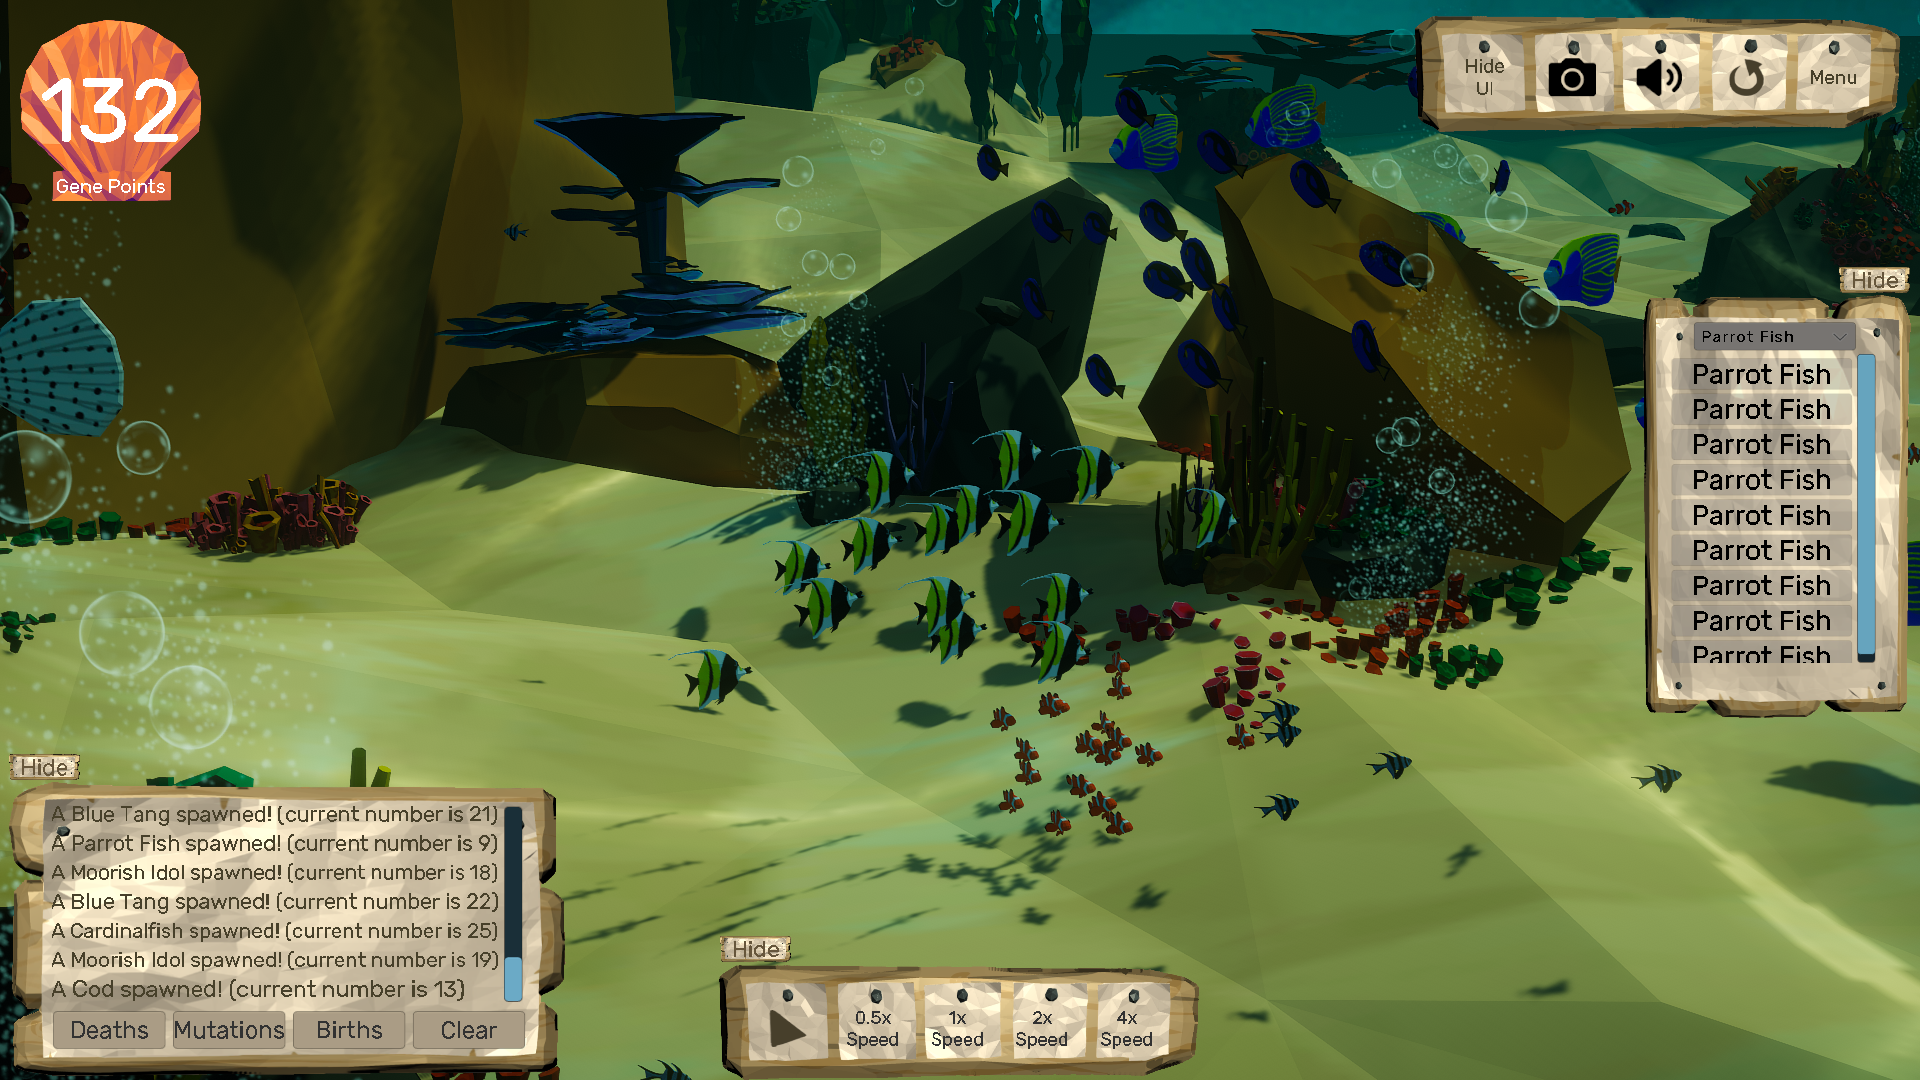 132
Gene Points
Hide
UI
Menu
Hide
Parrot Fish
Parrot Fish
Parrot Fish
Parrot Fish
Parrot Fish
Parrot Fish
Parrot Fish
Parrot Fish
Parrot Fish
Parrot Fish
Hide
A Blue Tang spawned! (current number is 21)
A Parrot Fish spawned! (current number is 9)
A Moorish Idol spawned! (current number is 18)
A Blue Tang spawned! (current number is 22)
A Cardinalfish spawned! (current number is 25)
A Moorish Idol spawned! (current number is 19)
A Cod spawned! (current number is 13)
Deaths
Mutations
Births
Clear
Hide
0.5x
Speed
1x
Speed
2x
Speed
4x
Speed